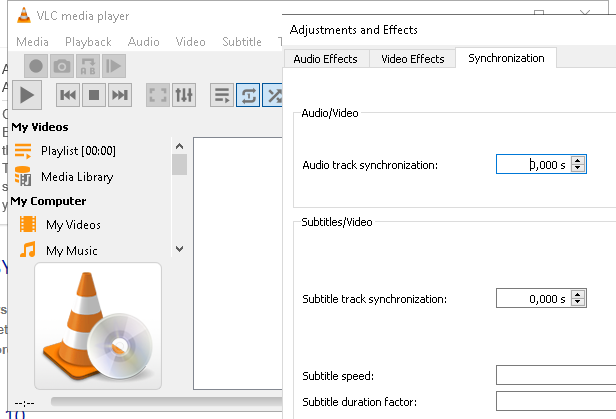 VLC media player
Media Playback Audio Video Subtitle
Adjustments and Effects
Audio Effects Video Effects Synchronization
My Videos
Playlist [00:00]
Media Library
My Computer
My Videos
My Music
--:--
Audio/Video
Audio track synchronization: 0,000 s
Subtitles/Video
Subtitle track synchronization: 0,000 s
Subtitle speed:
Subtitle duration factor:
10